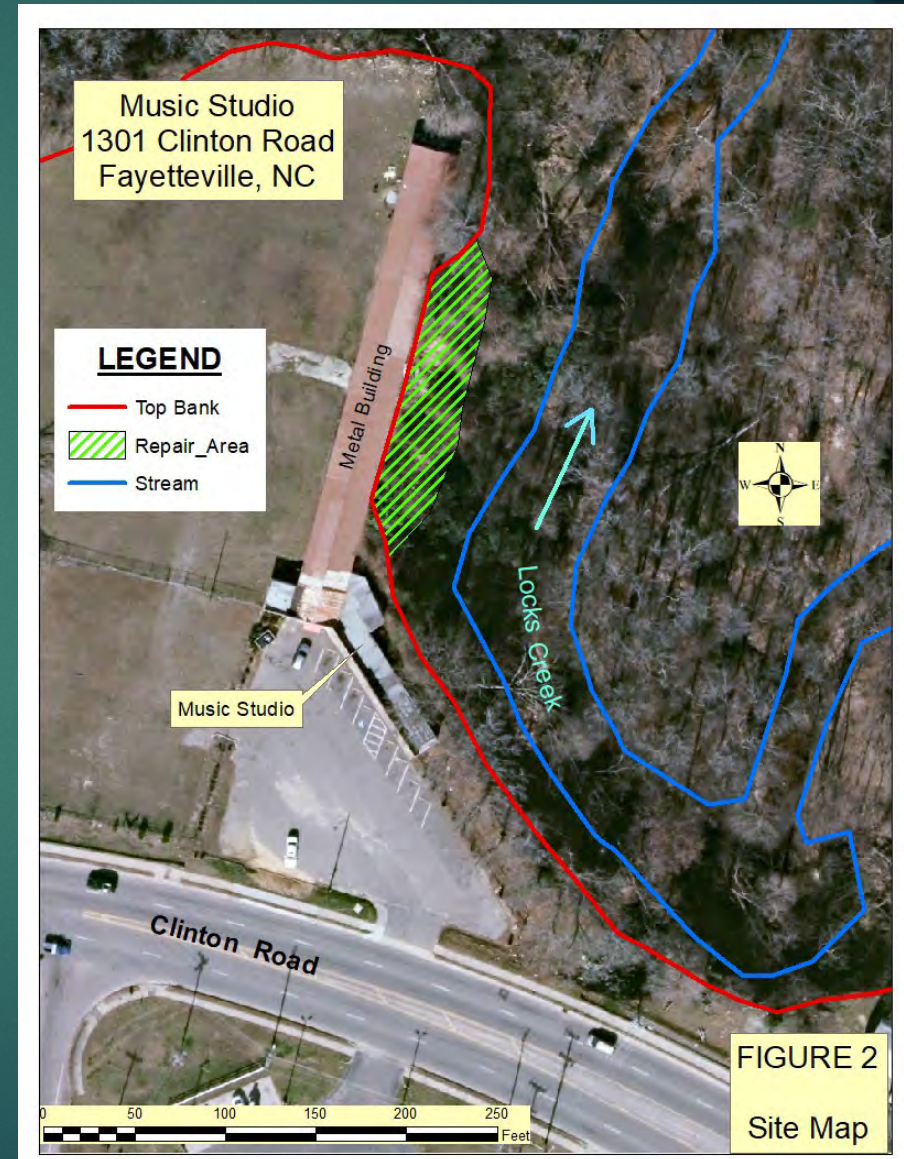 Music Studio
1301 Clinton Road
Fayetteville, NC
LEGEND
Top Bank
Repair_Area
Stream
Metal Building
N
W E
S
Locks Creek
Music Studio
Clinton Road
FIGURE 2
Site Map
0 50 100 150 200 250
Feet